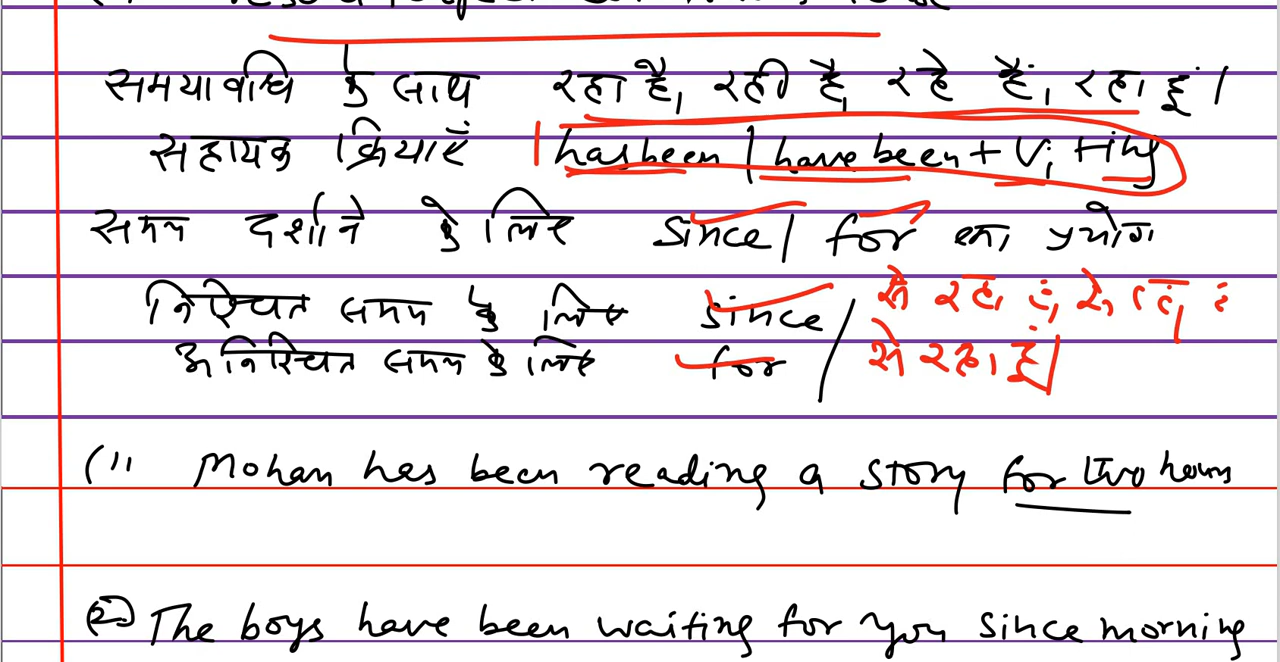 समयावधि के साथ रहा है, रही है, रहे हैं, रहा हूं।
सहायक क्रियाएँ has been / have been + V1 + ing
समय दर्शाने के लिए since / for का प्रयोग
निश्चित समय के लिए since / से रहा है, से रहे हैं
अनिश्चित समय के लिए for / से रहा हूं।
(1) Mohan has been reading a story for two hours
(2) The boys have been waiting for you since morning